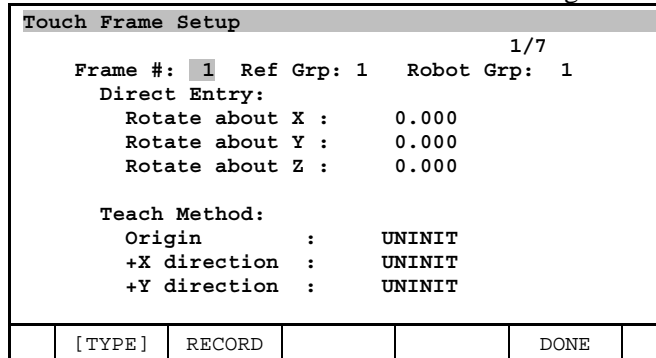 Touch Frame Setup
1/7
Frame #: 1 Ref Grp: 1 Robot Grp: 1
Direct Entry:
Rotate about X : 0.000
Rotate about Y : 0.000
Rotate about Z : 0.000
Teach Method:
Origin : UNINIT
+X direction : UNINIT
+Y direction : UNINIT
[TYPE] RECORD DONE